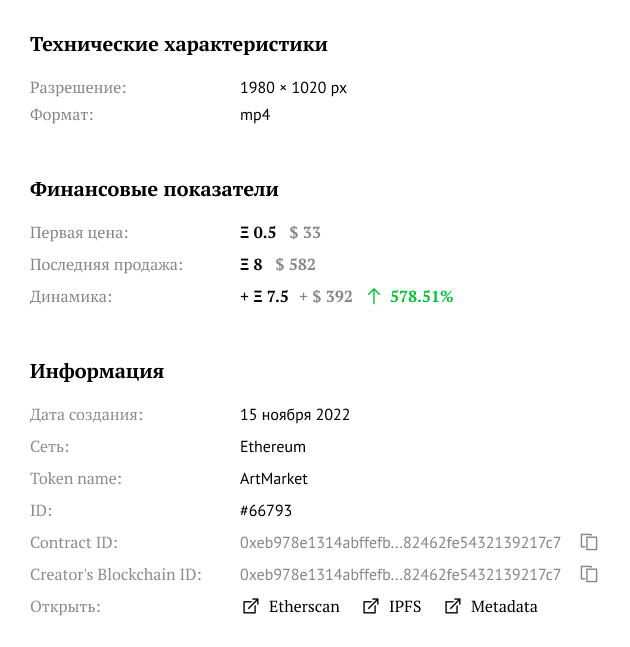 Технические характеристики
Разрешение: 1980 × 1020 px
Формат: mp4
Финансовые показатели
Первая цена: Ξ 0.5 $ 33
Последняя продажа: Ξ 8 $ 582
Динамика: + Ξ 7.5 + $ 392 ↑ 578.51%
Информация
Дата создания: 15 ноября 2022
Сеть: Ethereum
Token name: ArtMarket
ID: #66793
Contract ID: 0xeb978e1314abffefb...82462fe5432139217c7
Creator's Blockchain ID: 0xeb978e1314abffefb...82462fe5432139217c7
Открыть: Etherscan IPFS Metadata